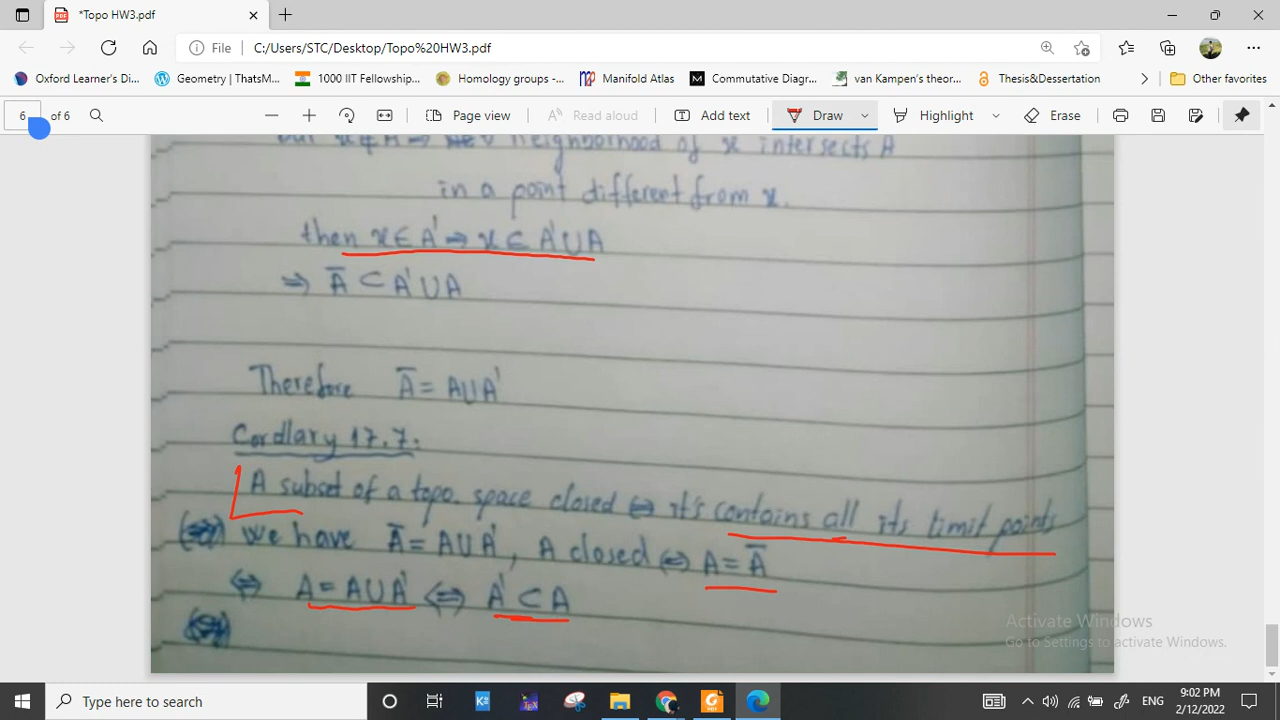 *Topo HW3.pdf
File C:/Users/STC/Desktop/Topo%20HW3.pdf
Oxford Learner's Di... Geometry | ThatsM... 1000 IIT Fellowship... Homology groups -... Manifold Atlas Commutative Diagr... van Kampen's theor... Thesis&Dessertation Other favorites
6 of 6 Page view Read aloud Add text Draw Highlight Erase
but x ∉ A ⇒ neighborhood of x intersects A
in a point different from x.
then x ∈ A' ⇒ x ∈ A'∪A
⇒ A̅ ⊂ A'∪A
Therefore A̅ = A∪A'
Corollary 17.7:
A subset of a topo. space closed ⇔ it's contains all its limit points
we have A̅ = A∪A', A closed ⇔ A = A̅
⇔ A = A∪A' ⇔ A' ⊂ A
Activate Windows
Go to Settings to activate Windows.
Type here to search
ENG
9:02 PM
2/12/2022